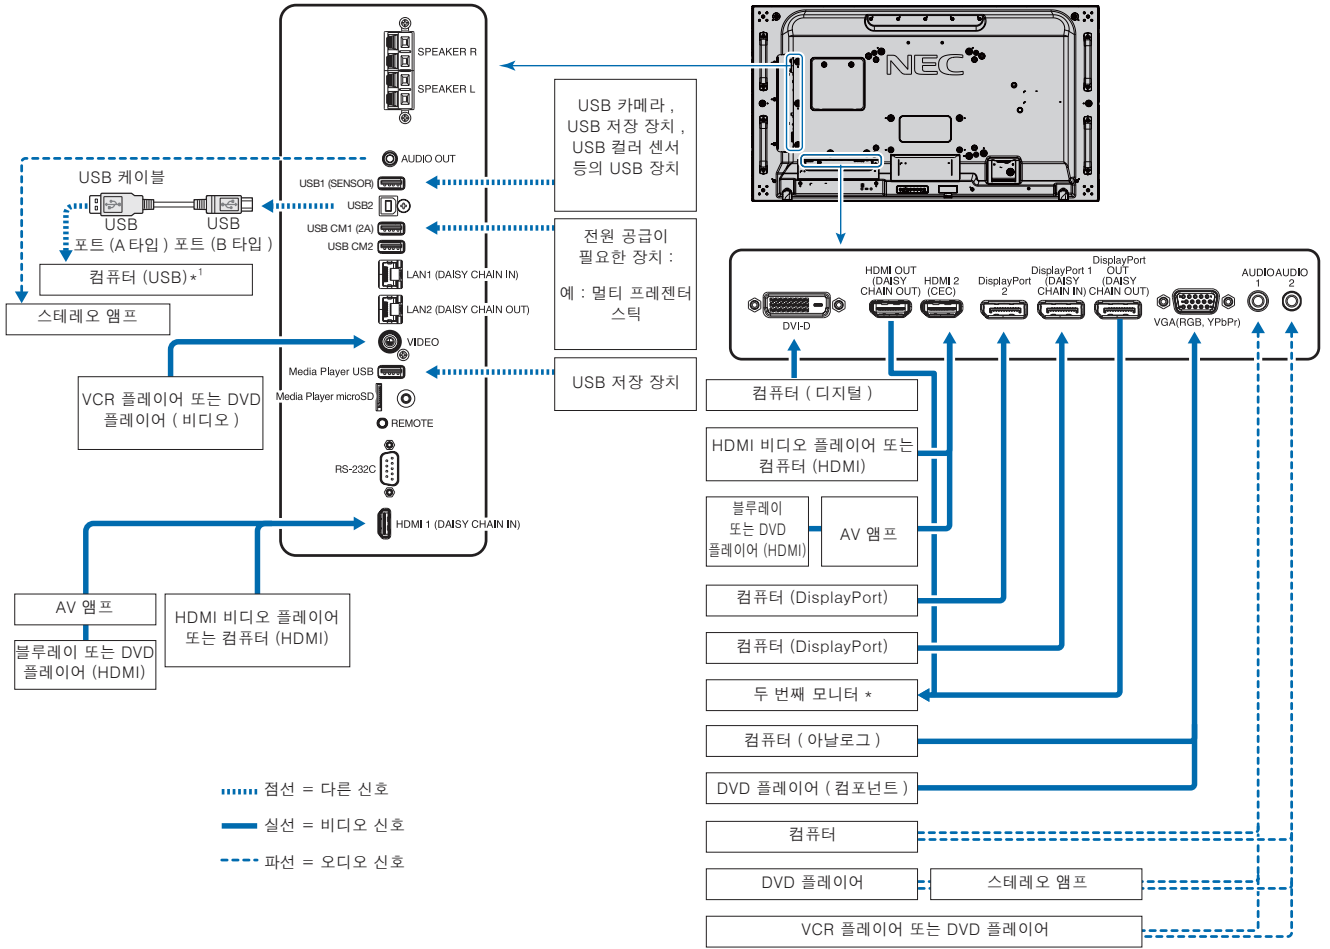 SPEAKER R
SPEAKER L
AUDIO OUT
USB1 (SENSOR)
USB2
USB CM1 (2A)
USB CM2
LAN1 (DAISY CHAIN IN)
LAN2 (DAISY CHAIN OUT)
VIDEO
Media Player USB
Media Player microSD
REMOTE
RS-232C
HDMI 1 (DAISY CHAIN IN)
USB 케이블
USB
포트 (A 타입)
USB
포트 (B 타입 )
컴퓨터 (USB) *1
스테레오 앰프
VCR 플레이어 또는 DVD
플레이어 ( 비디오 )
AV 앰프
블루레이 또는 DVD
플레이어 (HDMI)
HDMI 비디오 플레이어
또는 컴퓨터 (HDMI)
USB 카메라 ,
USB 저장 장치 ,
USB 컬러 센서
등의 USB 장치
전원 공급이
필요한 장치 :
예 : 멀티 프레젠터
스틱
USB 저장 장치
NEC
DVI-D
HDMI OUT
(DAISY
CHAIN OUT)
HDMI 2
(CEC)
DisplayPort
2
DisplayPort 1
(DAISY
CHAIN IN)
DisplayPort
OUT
(DAISY
CHAIN OUT)
VGA(RGB, YPbPr)
AUDIO
1
AUDIO
2
컴퓨터 ( 디지털 )
HDMI 비디오 플레이어 또는
컴퓨터 (HDMI)
블루레이
또는 DVD
플레이어 (HDMI)
AV 앰프
컴퓨터 (DisplayPort)
컴퓨터 (DisplayPort)
두 번째 모니터 *
컴퓨터 ( 아날로그 )
DVD 플레이어 ( 컴포넌트 )
컴퓨터
DVD 플레이어
스테레오 앰프
VCR 플레이어 또는 DVD 플레이어
점선 = 다른 신호
실선 = 비디오 신호
파선 = 오디오 신호